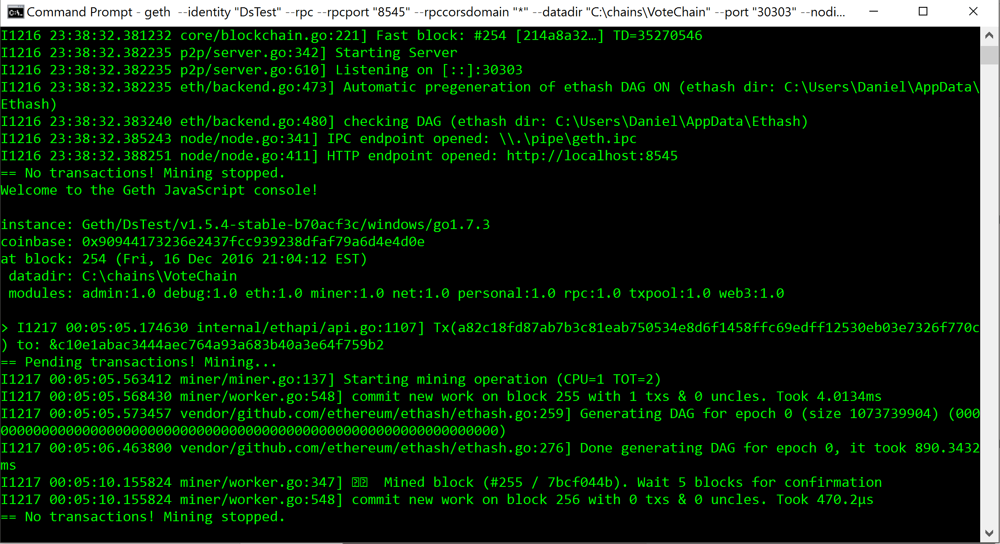 Command Prompt - geth  --identity "DsTest" --rpc --rpcport "8545" --rpccorsdomain "*" --datadir "C:\chains\VoteChain" --port "30303" --nodi...
I1216 23:38:32.381232 core/blockchain.go:221] Fast block: #254 [214a8a32…] TD=35270546
I1216 23:38:32.382235 p2p/server.go:342] Starting Server
I1216 23:38:32.382235 p2p/server.go:610] Listening on [::]:30303
I1216 23:38:32.382235 eth/backend.go:473] Automatic pregeneration of ethash DAG ON (ethash dir: C:\Users\Daniel\AppData\
Ethash)
I1216 23:38:32.383240 eth/backend.go:480] checking DAG (ethash dir: C:\Users\Daniel\AppData\Ethash)
I1216 23:38:32.385243 node/node.go:341] IPC endpoint opened: \\.\pipe\geth.ipc
I1216 23:38:32.388251 node/node.go:411] HTTP endpoint opened: http://localhost:8545
== No transactions! Mining stopped.
Welcome to the Geth JavaScript console!
instance: Geth/DsTest/v1.5.4-stable-b70acf3c/windows/go1.7.3
coinbase: 0x90944173236e2437fcc939238dfaf79a6d4e4d0e
at block: 254 (Fri, 16 Dec 2016 21:04:12 EST)
 datadir: C:\chains\VoteChain
 modules: admin:1.0 debug:1.0 eth:1.0 miner:1.0 net:1.0 personal:1.0 rpc:1.0 txpool:1.0 web3:1.0
> I1217 00:05:05.174630 internal/ethapi/api.go:1107] Tx(a82c18fd87ab7b3c81eab750534e8d6f1458ffc69edff12530eb03e7326f770c
) to: &c10e1abac3444aec764a93a683b40a3e64f759b2
== Pending transactions! Mining...
I1217 00:05:05.563412 miner/miner.go:137] Starting mining operation (CPU=1 TOT=2)
I1217 00:05:05.568430 miner/worker.go:548] commit new work on block 255 with 1 txs & 0 uncles. Took 4.0134ms
I1217 00:05:05.573457 vendor/github.com/ethereum/ethash/ethash.go:259] Generating DAG for epoch 0 (size 1073739904) (000
0000000000000000000000000000000000000000000000000000000000000)
I1217 00:05:06.463800 vendor/github.com/ethereum/ethash/ethash.go:276] Done generating DAG for epoch 0, it took 890.3432
ms
I1217 00:05:10.155824 miner/worker.go:347] ��  Mined block (#255 / 7bcf044b). Wait 5 blocks for confirmation
I1217 00:05:10.155824 miner/worker.go:548] commit new work on block 256 with 0 txs & 0 uncles. Took 470.2µs
== No transactions! Mining stopped.